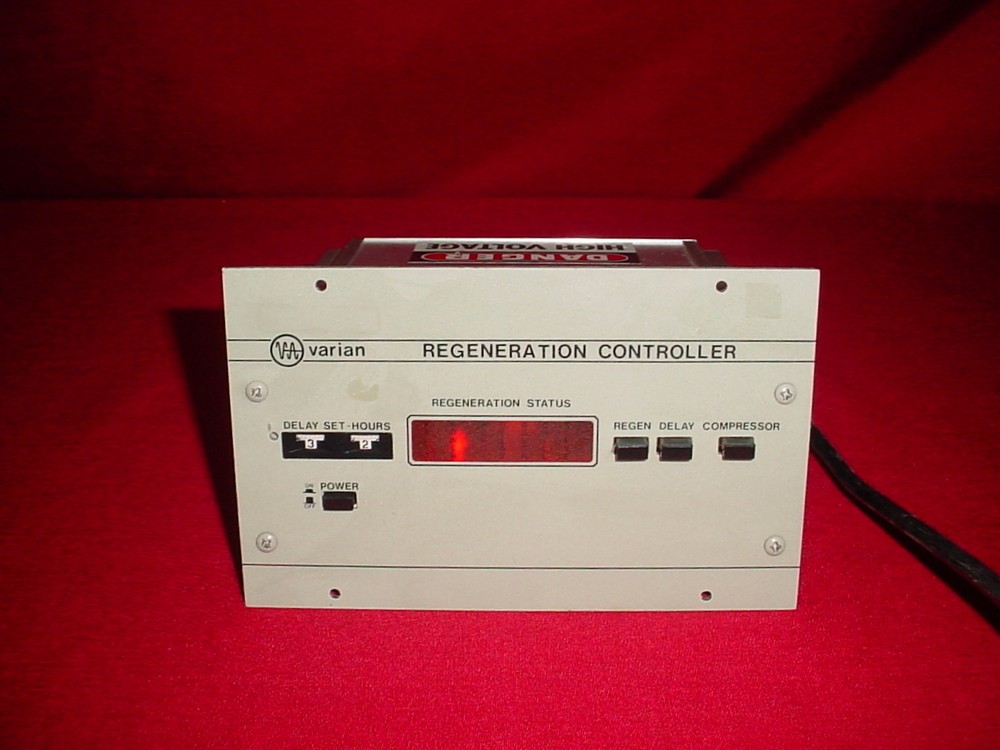 HIGH VOLTAGE
DANGER
VA varian
REGENERATION CONTROLLER
REGENERATION STATUS
DELAY SET-HOURS
3 2
REGEN DELAY COMPRESSOR
ON
OFF
POWER